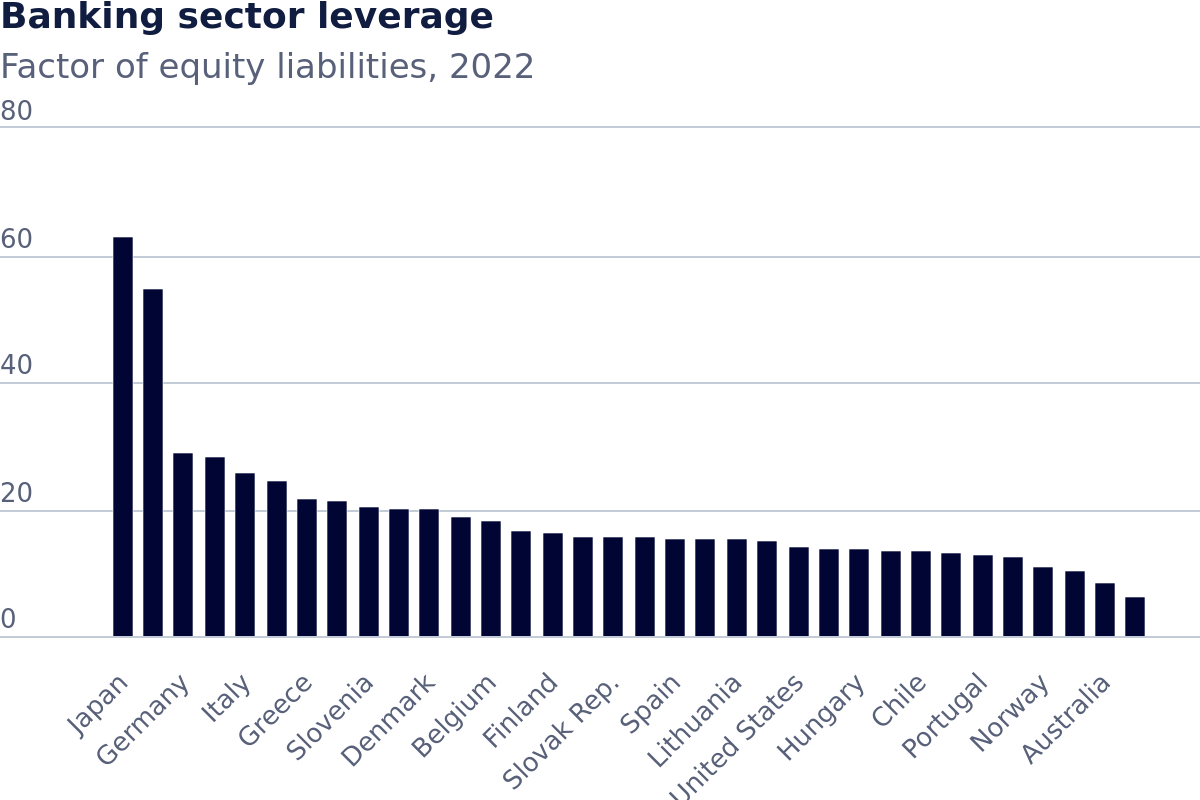 Banking sector leverage
Factor of equity liabilities, 2022
80
60
40
20
0
Japan
Germany
Italy
Greece
Slovenia
Denmark
Belgium
Finland
Slovak Rep.
Spain
Lithuania
United States
Hungary
Chile
Portugal
Norway
Australia